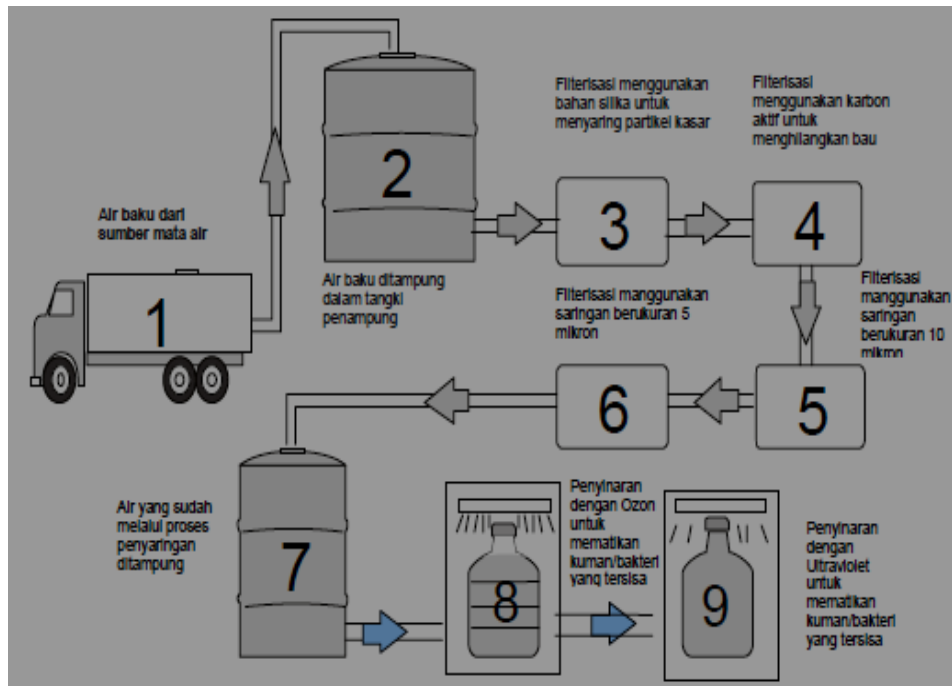 Filterisasi menggunakan
bahan silika untuk
menyaring partikel kasar
Filterisasi
menggunakan karbon
aktif untuk
menghilangkan bau
2
3
4
Air baku dari
sumber mata air
1
Air baku ditampung
dalam tangki
penampung
Filterisasi manggunakan
saringan berukuran 5
mikron
Filterisasi
manggunakan
saringan
berukuran 10
mikron
6
5
Air yang sudah
melalui proses
penyaringan
ditampung
7
8
Penyinaran
dengan Ozon
untuk
mematikan
kuman/bakteri
yang tersisa
9
Penyinaran
dengan
Ultraviolet
untuk
mematikan
kuman/bakteri
yang tersisa